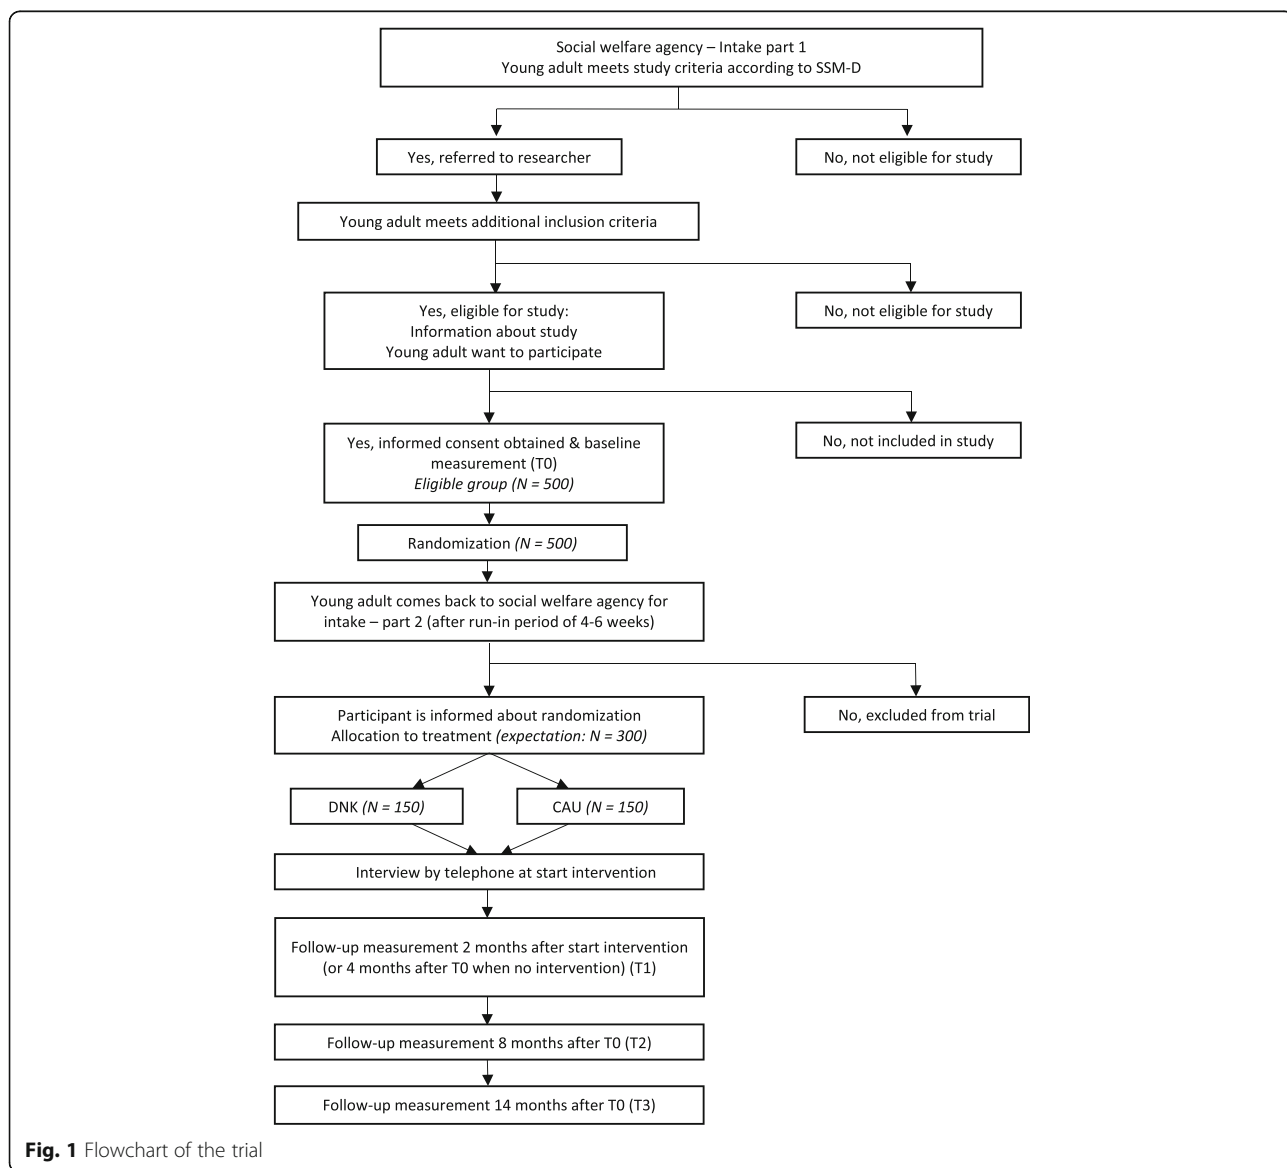 Social welfare agency – Intake part 1
Young adult meets study criteria according to SSM-D
Yes, referred to researcher
No, not eligible for study
Young adult meets additional inclusion criteria
Yes, eligible for study:
Information about study
Young adult want to participate
No, not eligible for study
Yes, informed consent obtained & baseline
measurement (T0)
Eligible group (N = 500)
No, not included in study
Randomization (N = 500)
Young adult comes back to social welfare agency for
intake – part 2 (after run-in period of 4-6 weeks)
Participant is informed about randomization
Allocation to treatment (expectation: N = 300)
No, excluded from trial
DNK (N = 150)
CAU (N = 150)
Interview by telephone at start intervention
Follow-up measurement 2 months after start intervention
(or 4 months after T0 when no intervention) (T1)
Follow-up measurement 8 months after T0 (T2)
Follow-up measurement 14 months after T0 (T3)
Fig. 1 Flowchart of the trial